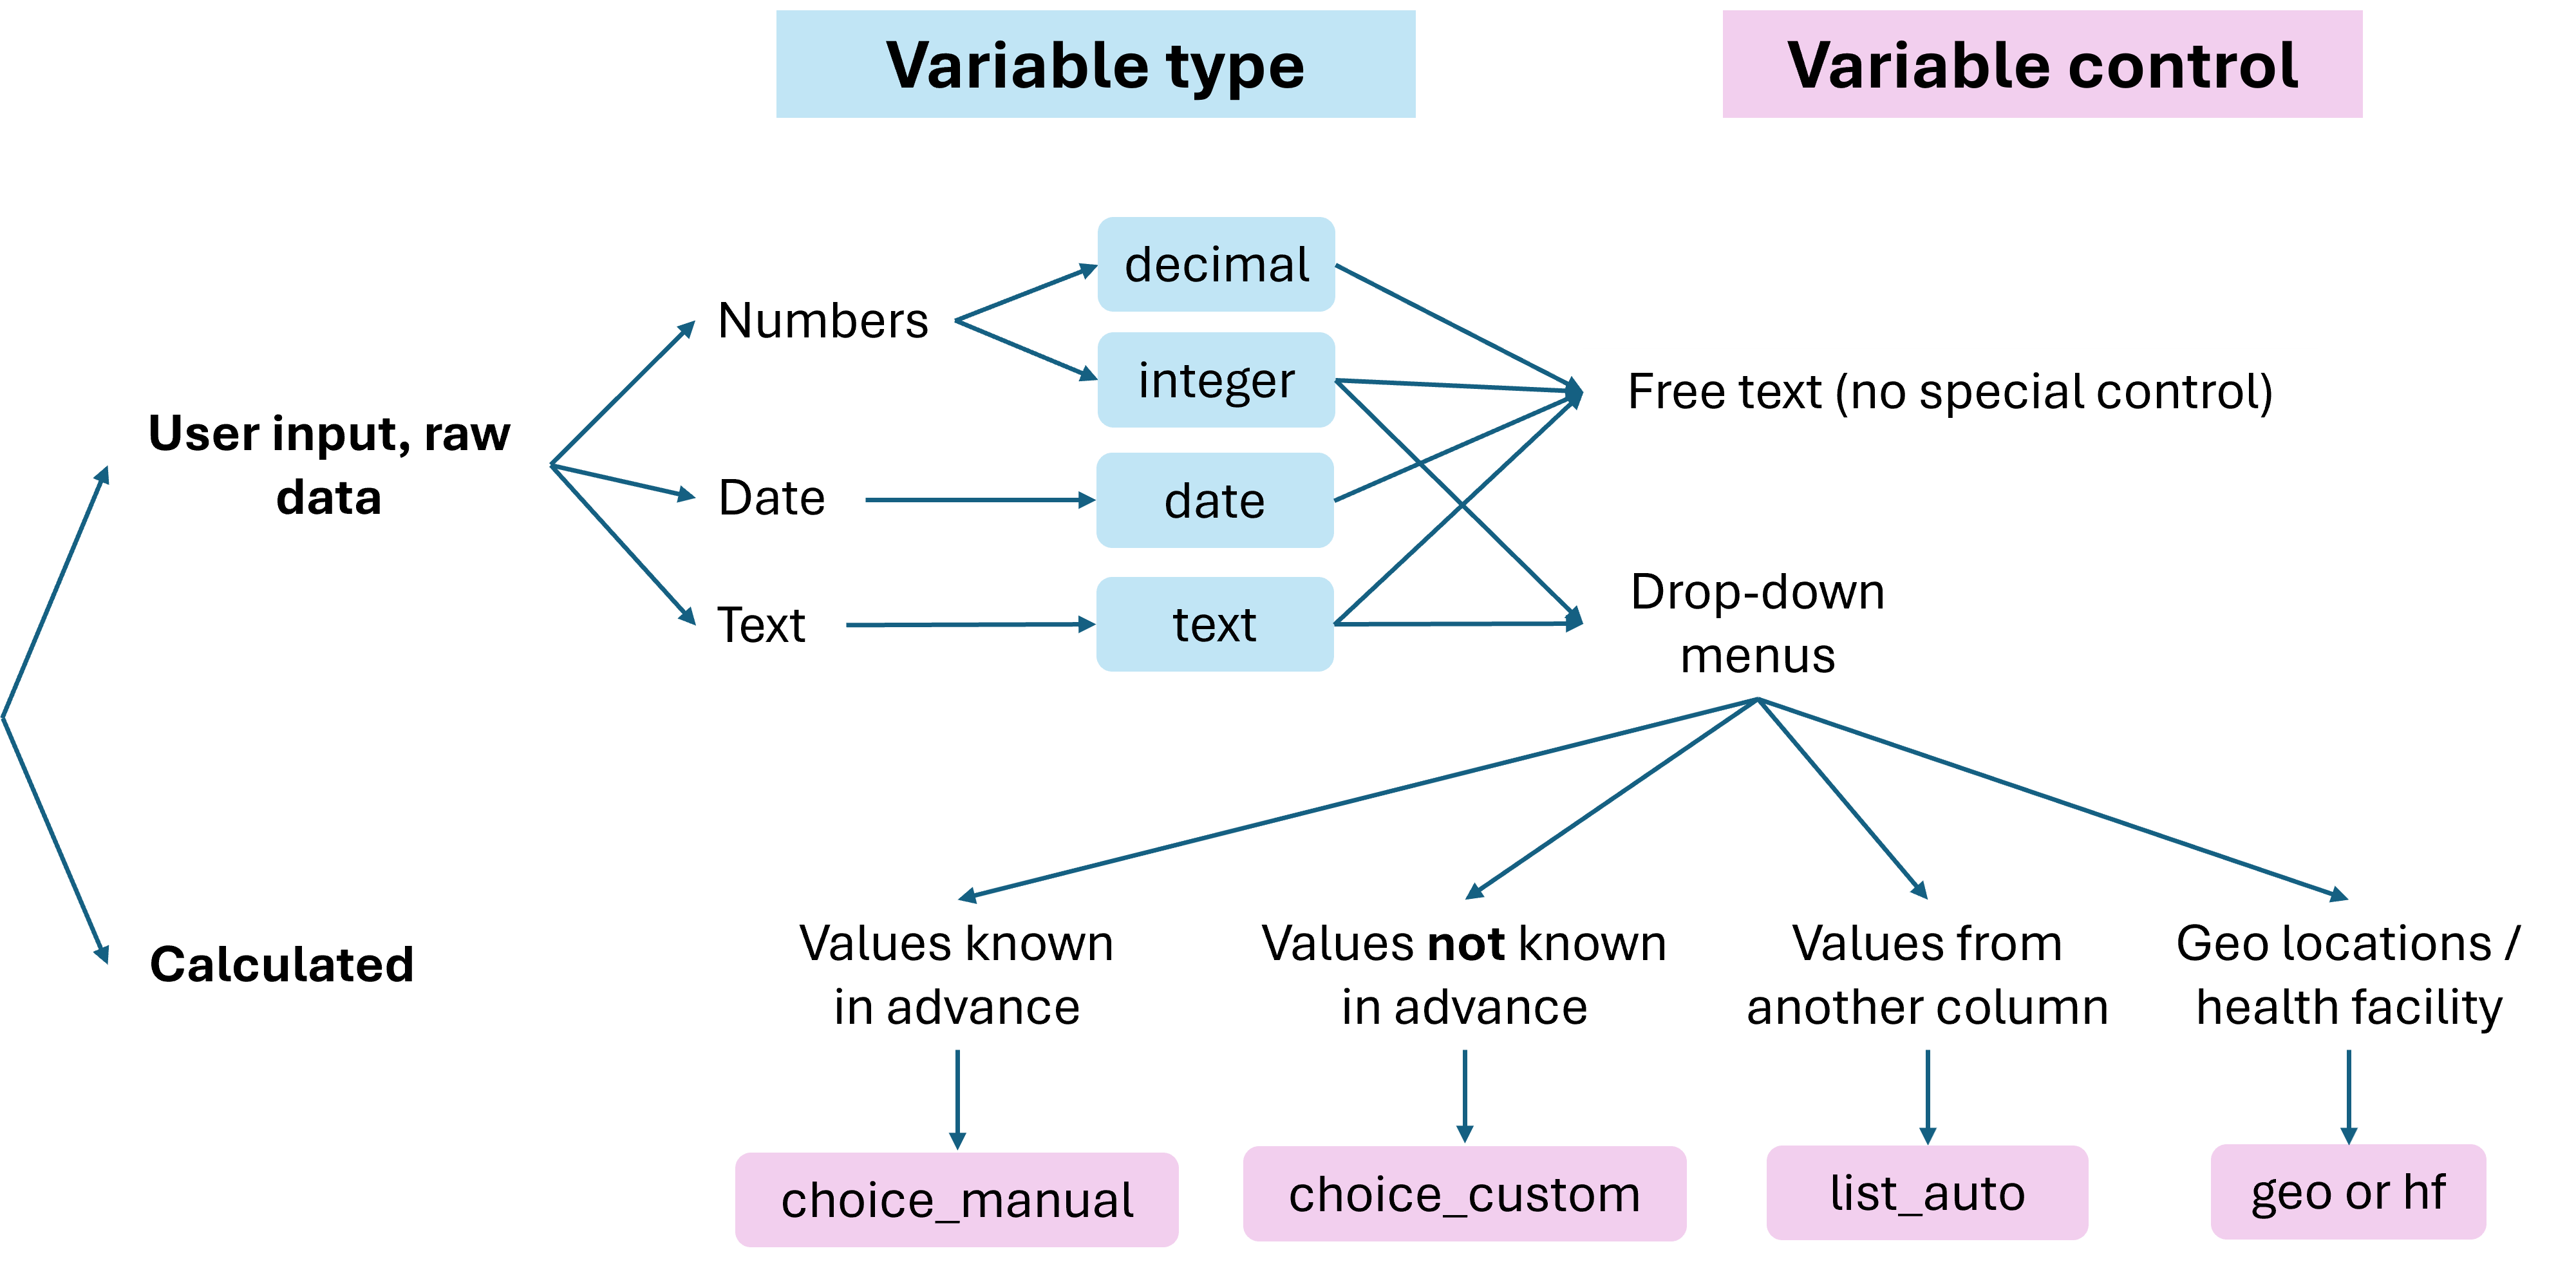 Variable type
Variable control
decimal
Numbers
integer
Free text (no special control)
User input, raw
data
Date
date
Text
text
Drop-down
menus
Calculated
Values known
in advance
Values not known
in advance
Values from
another column
Geo locations /
health facility
choice_manual
choice_custom
list_auto
geo or hf